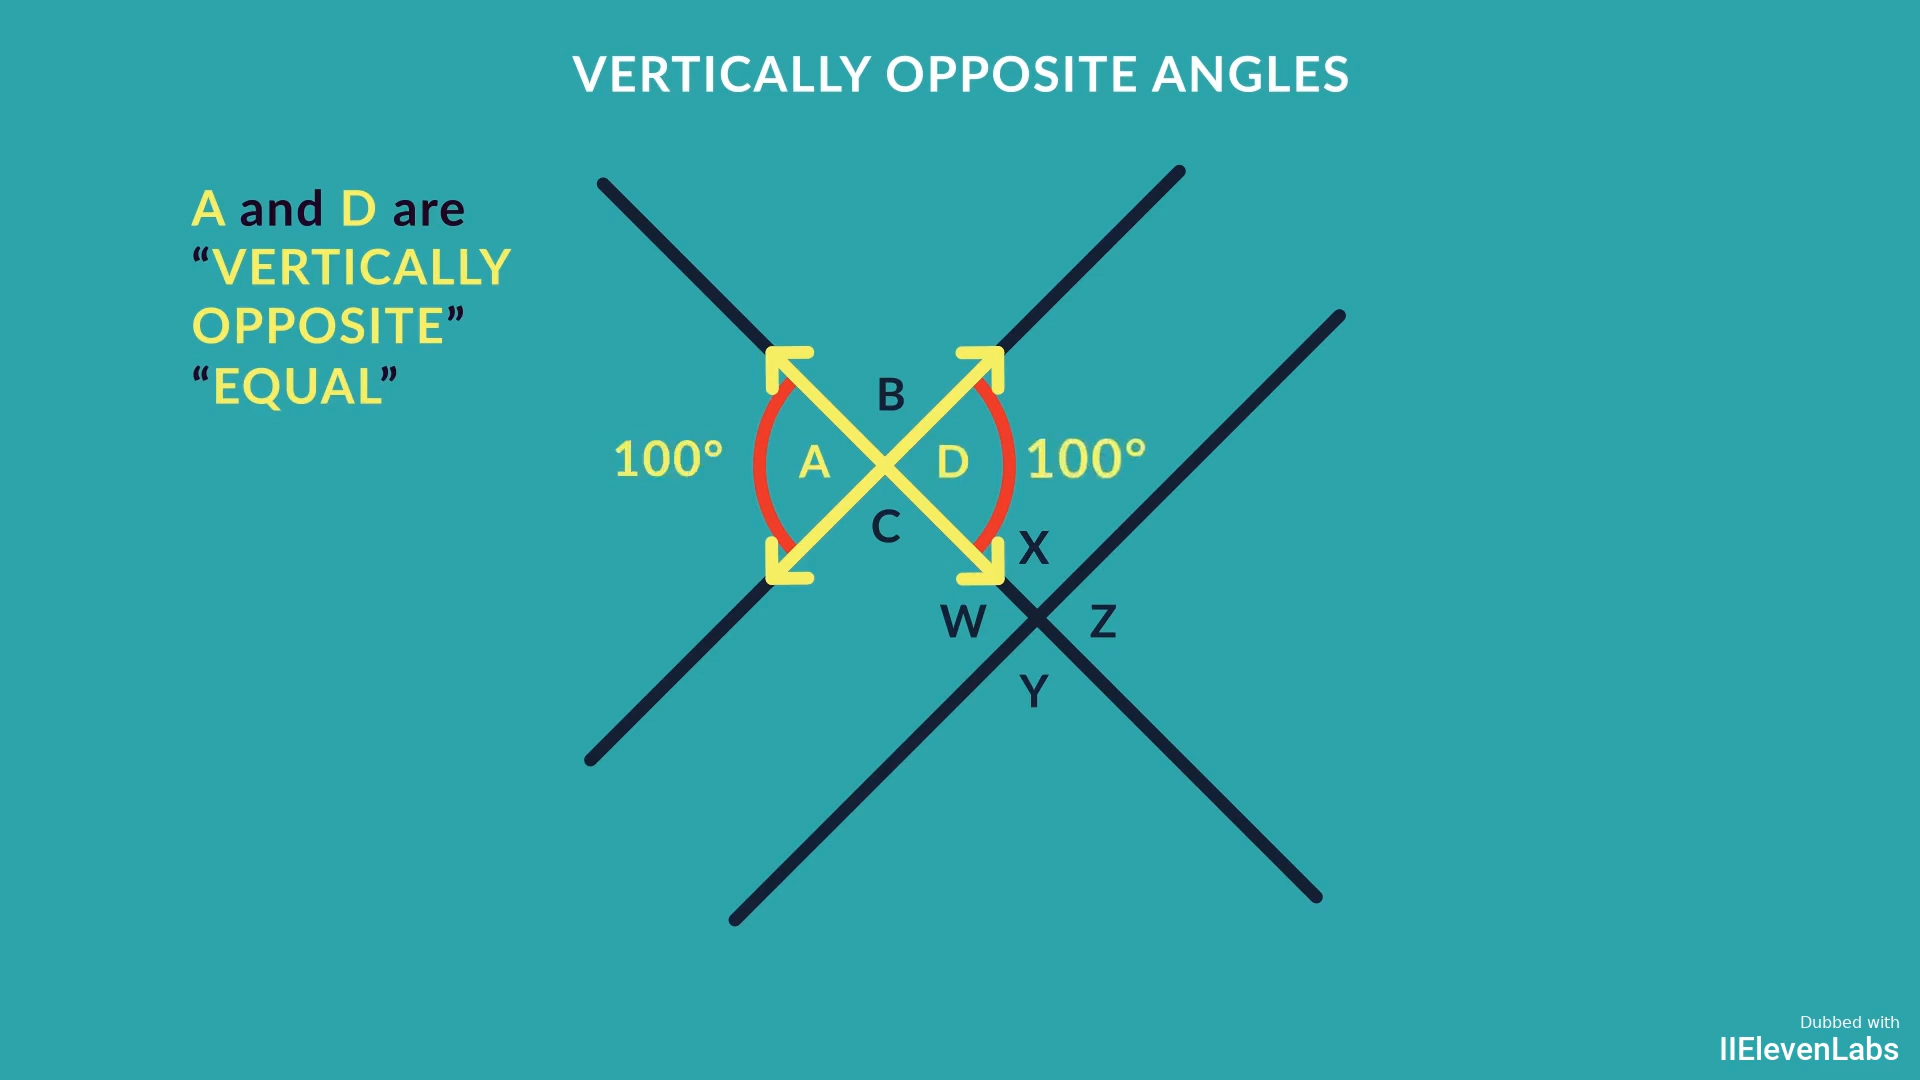 VERTICALLY OPPOSITE ANGLES
A and D are
“VERTICALLY
OPPOSITE”
“EQUAL”
B
100° A D 100°
C
X
W Z
Y
Dubbed with
IIElevenLabs